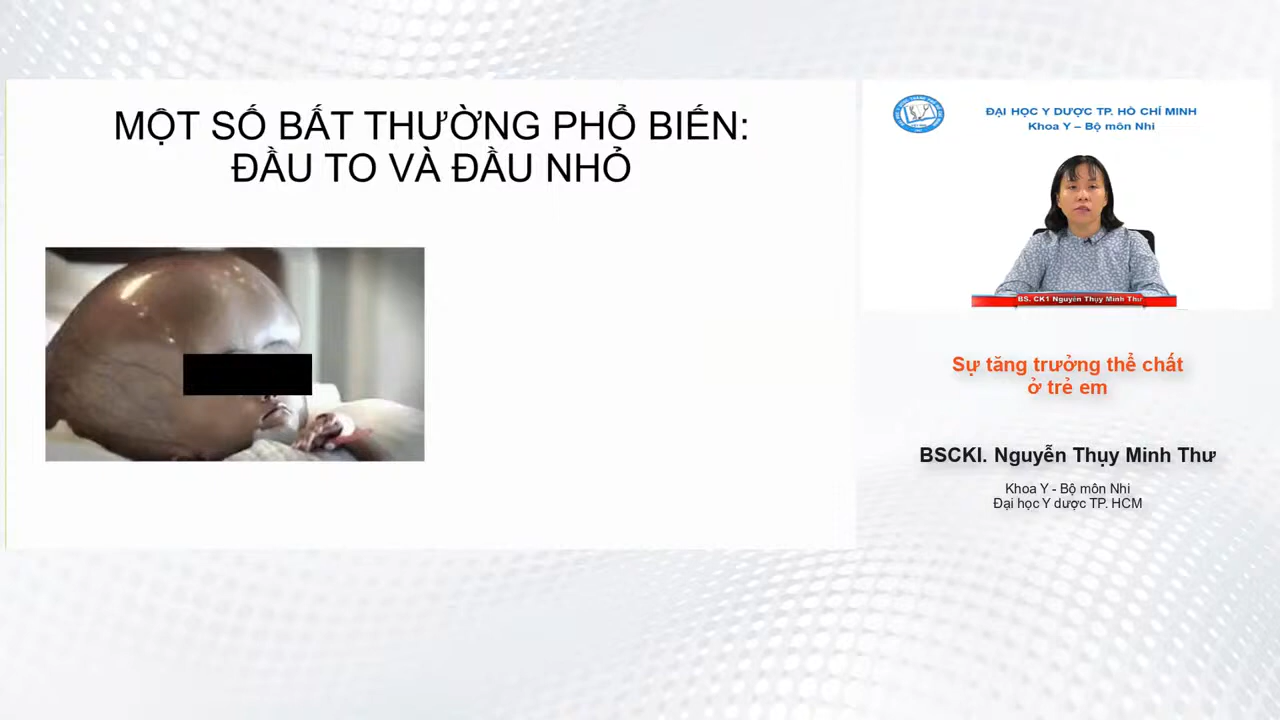 MỘT SỐ BẤT THƯỜNG PHỔ BIẾN:
ĐẦU TO VÀ ĐẦU NHỎ
ĐẠI HỌC Y DƯỢC TP. HỒ CHÍ MINH
Khoa Y – Bộ môn Nhi
BS. CK1 Nguyễn Thụy Minh Thư
Sự tăng trưởng thể chất
ở trẻ em
BSCKI. Nguyễn Thụy Minh Thư
Khoa Y - Bộ môn Nhi
Đại học Y dược TP. HCM